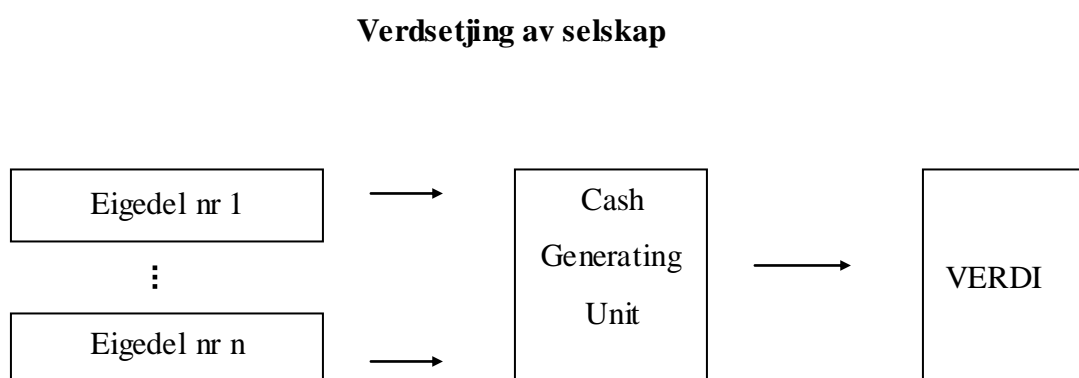 Verdsetjing av selskap
Eigedel nr 1
⋮
Eigedel nr n
Cash
Generating
Unit
VERDI